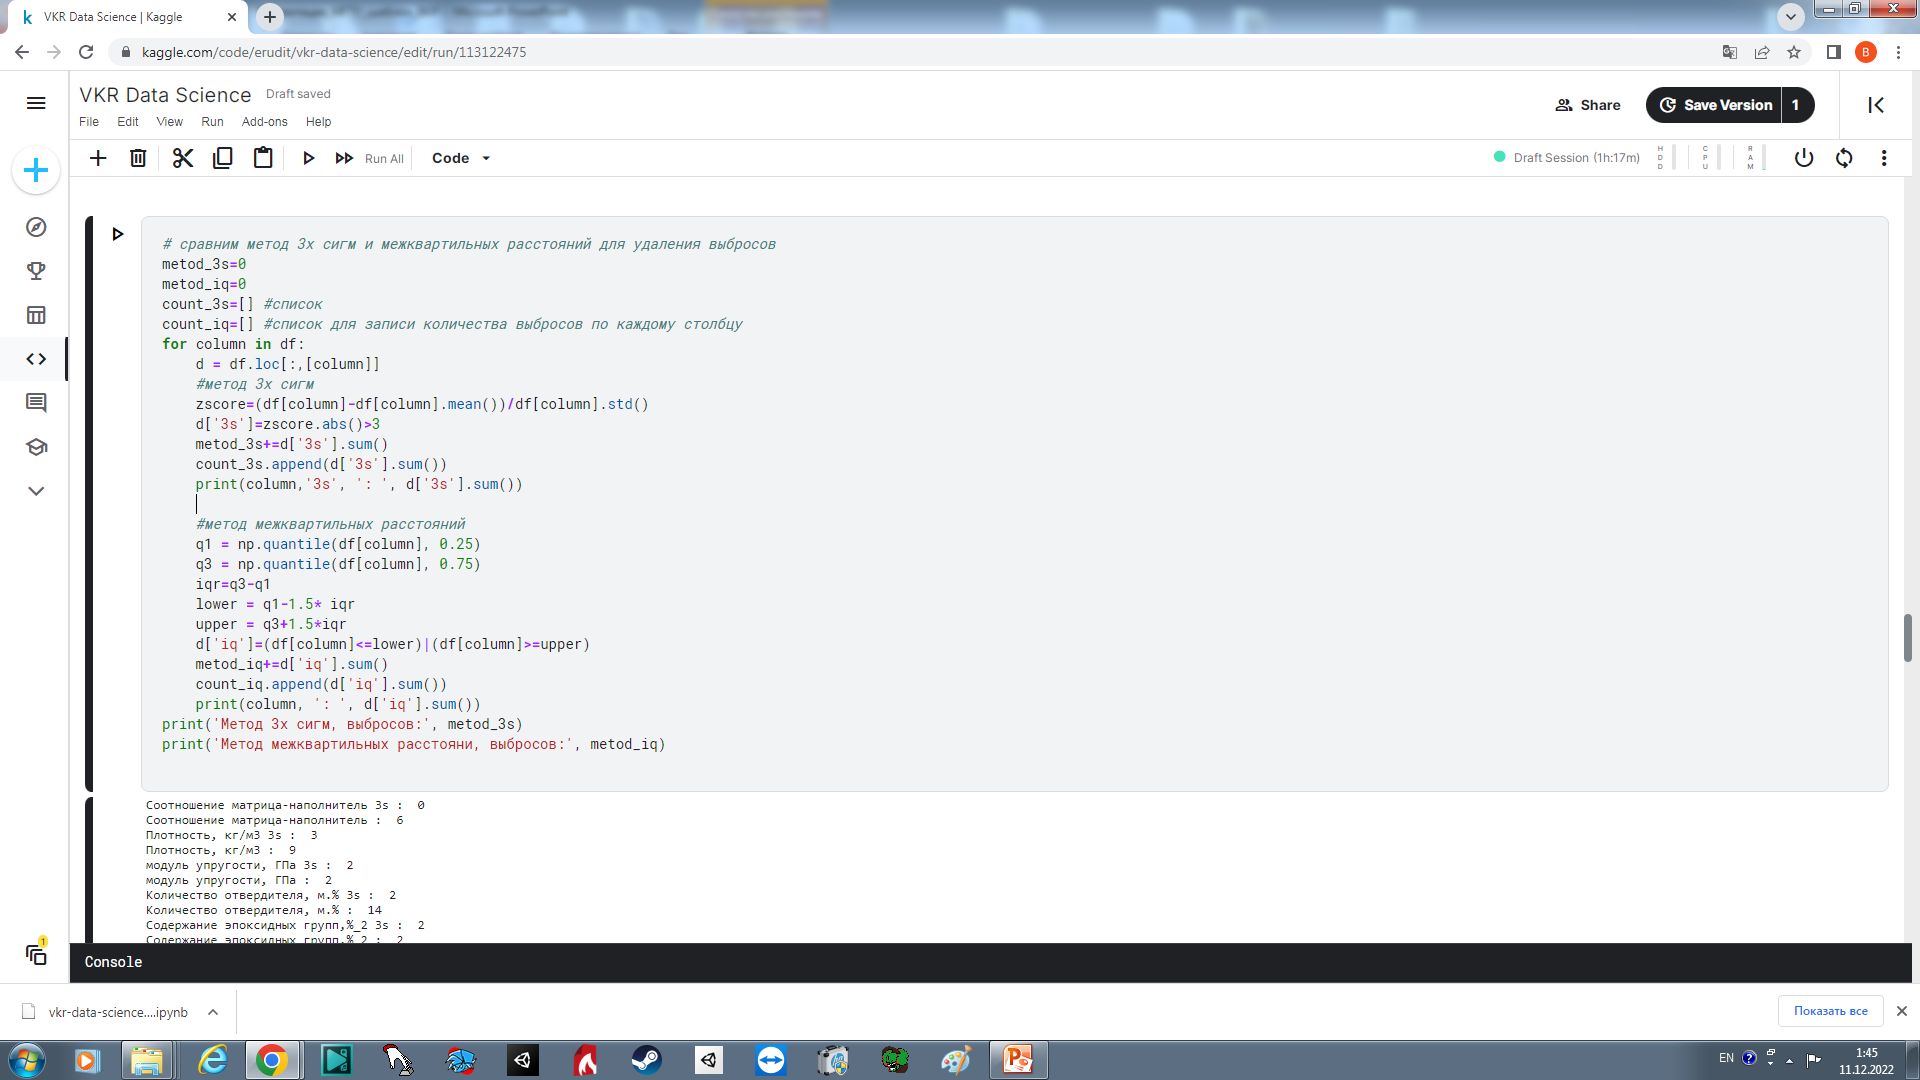 VKR Data Science | Kaggle
kaggle.com/code/erudit/vkr-data-science/edit/run/113122475
B
VKR Data Science
Draft saved
File Edit View Run Add-ons Help
Share
Save Version 1
Run All
Code
Draft Session (1h:17m)
HDD
CPU
RAM
# сравним метод 3х сигм и межквартильных расстояний для удаления выбросов
metod_3s=0
metod_iq=0
count_3s=[] #список
count_iq=[] #список для записи количества выбросов по каждому столбцу
for column in df:
    d = df.loc[:,[column]]
    #метод 3х сигм
    zscore=(df[column]-df[column].mean())/df[column].std()
    d['3s']=zscore.abs()>3
    metod_3s+=d['3s'].sum()
    count_3s.append(d['3s'].sum())
    print(column,'3s', ': ', d['3s'].sum())
    #метод межквартильных расстояний
    q1 = np.quantile(df[column], 0.25)
    q3 = np.quantile(df[column], 0.75)
    iqr=q3-q1
    lower = q1-1.5* iqr
    upper = q3+1.5*iqr
    d['iq']=(df[column]<=lower)|(df[column]>=upper)
    metod_iq+=d['iq'].sum()
    count_iq.append(d['iq'].sum())
    print(column, ': ', d['iq'].sum())
print('Метод 3х сигм, выбросов:', metod_3s)
print('Метод межквартильных расстояни, выбросов:', metod_iq)
Соотношение матрица-наполнитель 3s :  0
Соотношение матрица-наполнитель :  6
Плотность, кг/м3 3s :  3
Плотность, кг/м3 :  9
модуль упругости, ГПа 3s :  2
модуль упругости, ГПа :  2
Количество отвердителя, м.% 3s :  2
Количество отвердителя, м.% :  14
Содержание эпоксидных групп,%_2 3s :  2
Содержание эпоксидных групп,%_2 :  2
1
Console
vkr-data-science....ipynb
Показать все
EN
1:45
11.12.2022